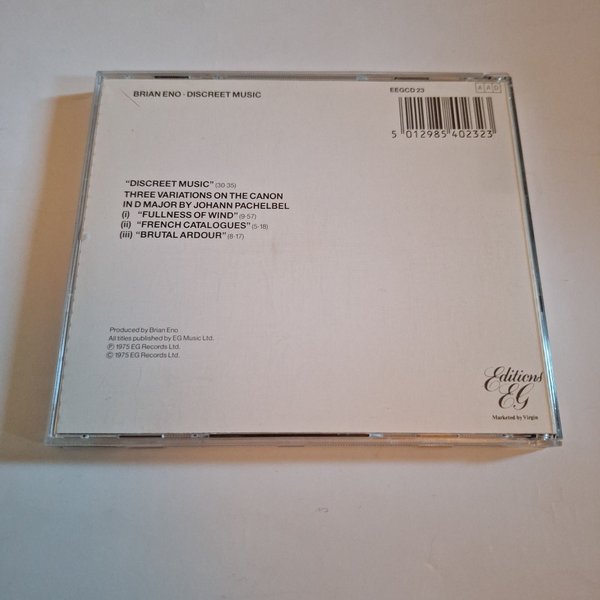 BRIAN ENO · DISCREET MUSIC
EEGCD 23
AAD
5 012985 402323
"DISCREET MUSIC" (30·35)
THREE VARIATIONS ON THE CANON
IN D MAJOR BY JOHANN PACHELBEL
(i) "FULLNESS OF WIND" (9·57)
(ii) "FRENCH CATALOGUES" (5·18)
(iii) "BRUTAL ARDOUR" (8·17)
Produced by Brian Eno
All titles published by EG Music Ltd.
Ⓟ 1975 EG Records Ltd.
© 1975 EG Records Ltd.
Editions
EG
Marketed by Virgin